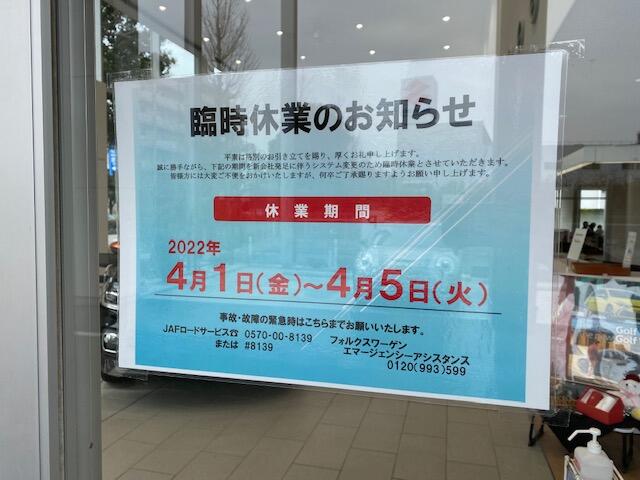 臨時休業のお知らせ
平素は格別のお引き立てを賜り、厚くお礼申し上げます。
誠に勝手ながら、下記の期間を新会社発足に伴うシステム変更のため臨時休業とさせていただきます。
皆様方には大変ご不便をおかけいたしますが、何卒ご了承賜りますようお願い申し上げます。
休業期間
2022年
4月1日(金)～4月5日(火)
事故・故障の緊急時はこちらまでお願いいたします。
JAFロードサービス☎ 0570-00-8139
または #8139
フォルクスワーゲン
エマージェンシーアシスタンス
0120(993)599
Golf
Golf